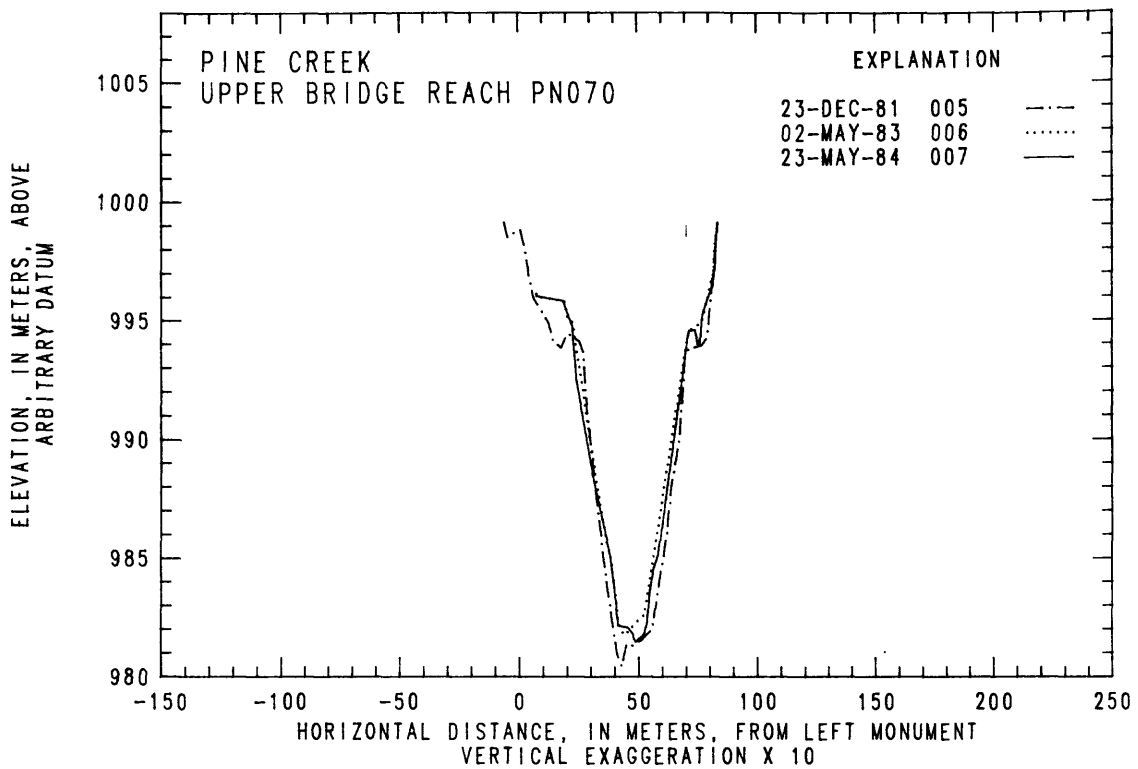 PINE CREEK
UPPER BRIDGE REACH PN070
EXPLANATION
23-DEC-81 005
02-MAY-83 006
23-MAY-84 007
ELEVATION, IN METERS, ABOVE
ARBITRARY DATUM
1005
1000
995
990
985
980
-150 -100 -50 0 50 100 150 200 250
HORIZONTAL DISTANCE, IN METERS, FROM LEFT MONUMENT
VERTICAL EXAGGERATION X 10